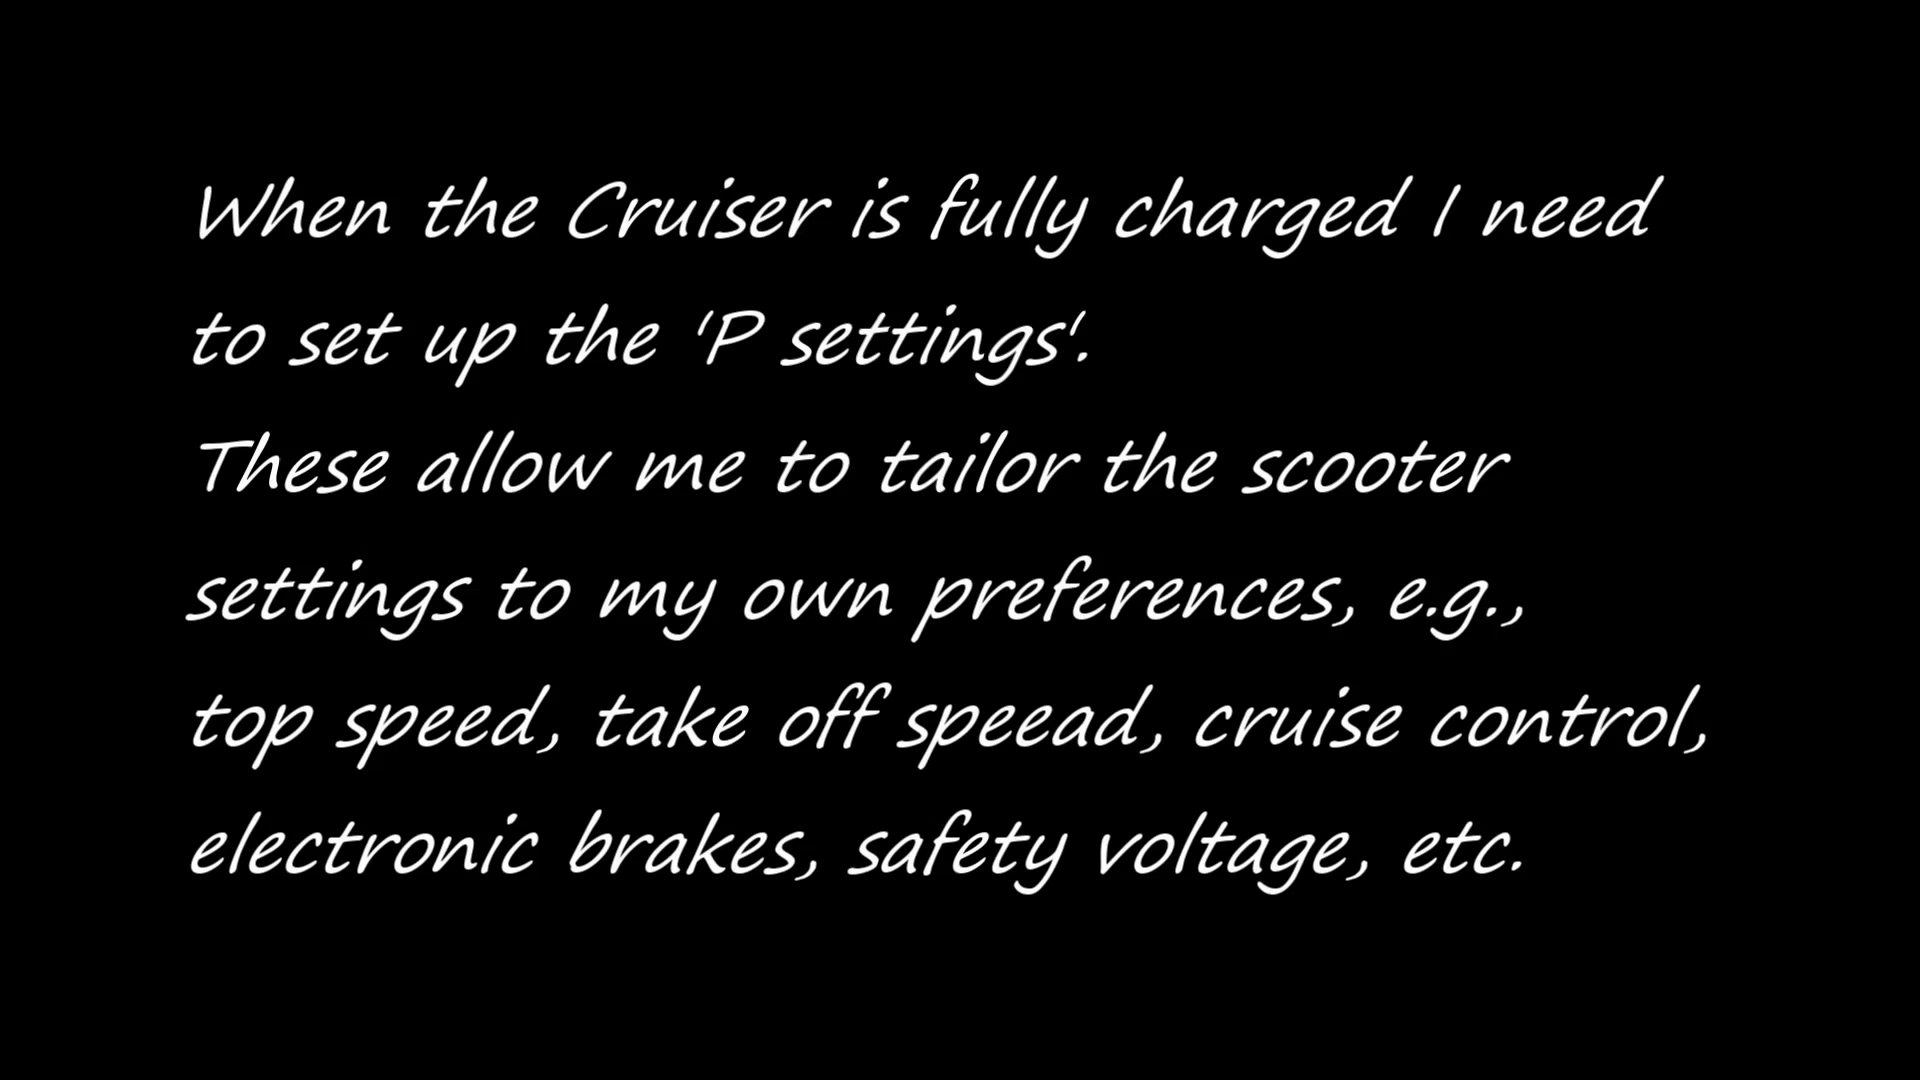 When the Cruiser is fully charged I need
to set up the 'P settings'.
These allow me to tailor the scooter
settings to my own preferences, e.g.,
top speed, take off speead, cruise control,
electronic brakes, safety voltage, etc.